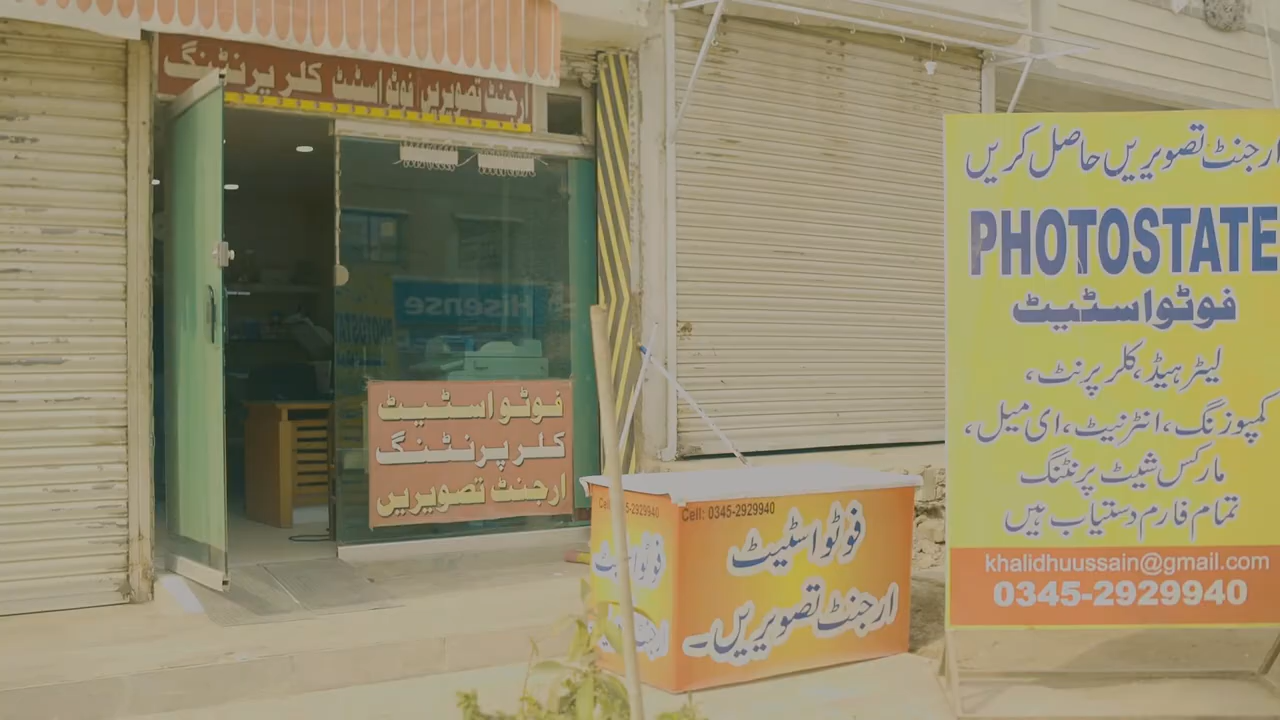 ارجنٹ تصویریں فوٹو اسٹیٹ کلر پرنٹنگ
Hisense
PHOTOSTATE
فوٹو اسٹیٹ
کلر پرنٹنگ
ارجنٹ تصویریں
Cell: 0345-2929940
فوٹو اسٹیٹ
ارجنٹ تصویریں۔
ارجنٹ تصویریں حاصل کریں
PHOTOSTATE
فوٹو اسٹیٹ
لیٹر ہیڈ، کلر پرنٹ،
کمپوزنگ، انٹرنیٹ، ای میل،
مارکس شیٹ پرنٹنگ
تمام فارم دستیاب ہیں
khalidhuussain@gmail.com
0345-2929940